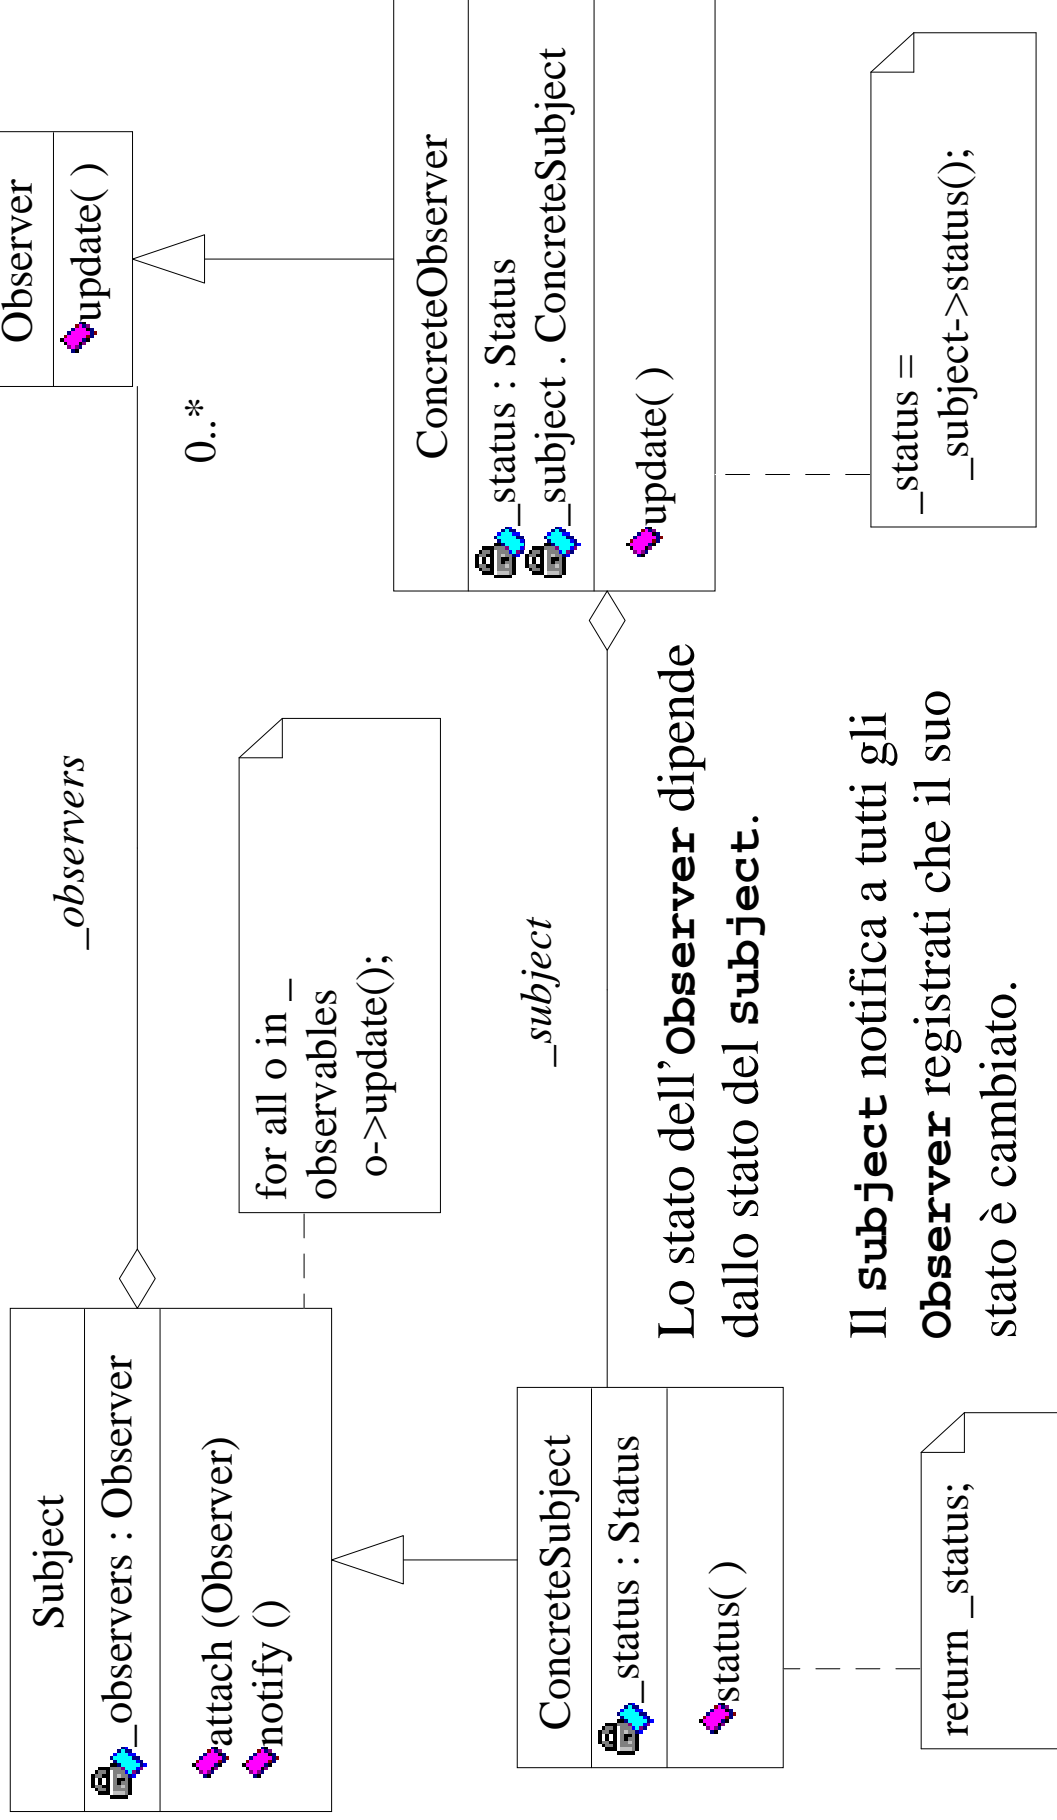 Subject
_observers : Observer
attach (Observer)
notify ()
_observers
0..*
Observer
update( )
for all o in _
observables
o->update();
ConcreteSubject
_status : Status
status( )
return _status;
_subject
ConcreteObserver
_status : Status
_subject . ConcreteSubject
update( )
_status =
_subject->status();
Lo stato dell’Observer dipende
dallo stato del Subject.
Il Subject notifica a tutti gli
Observer registrati che il suo
stato è cambiato.